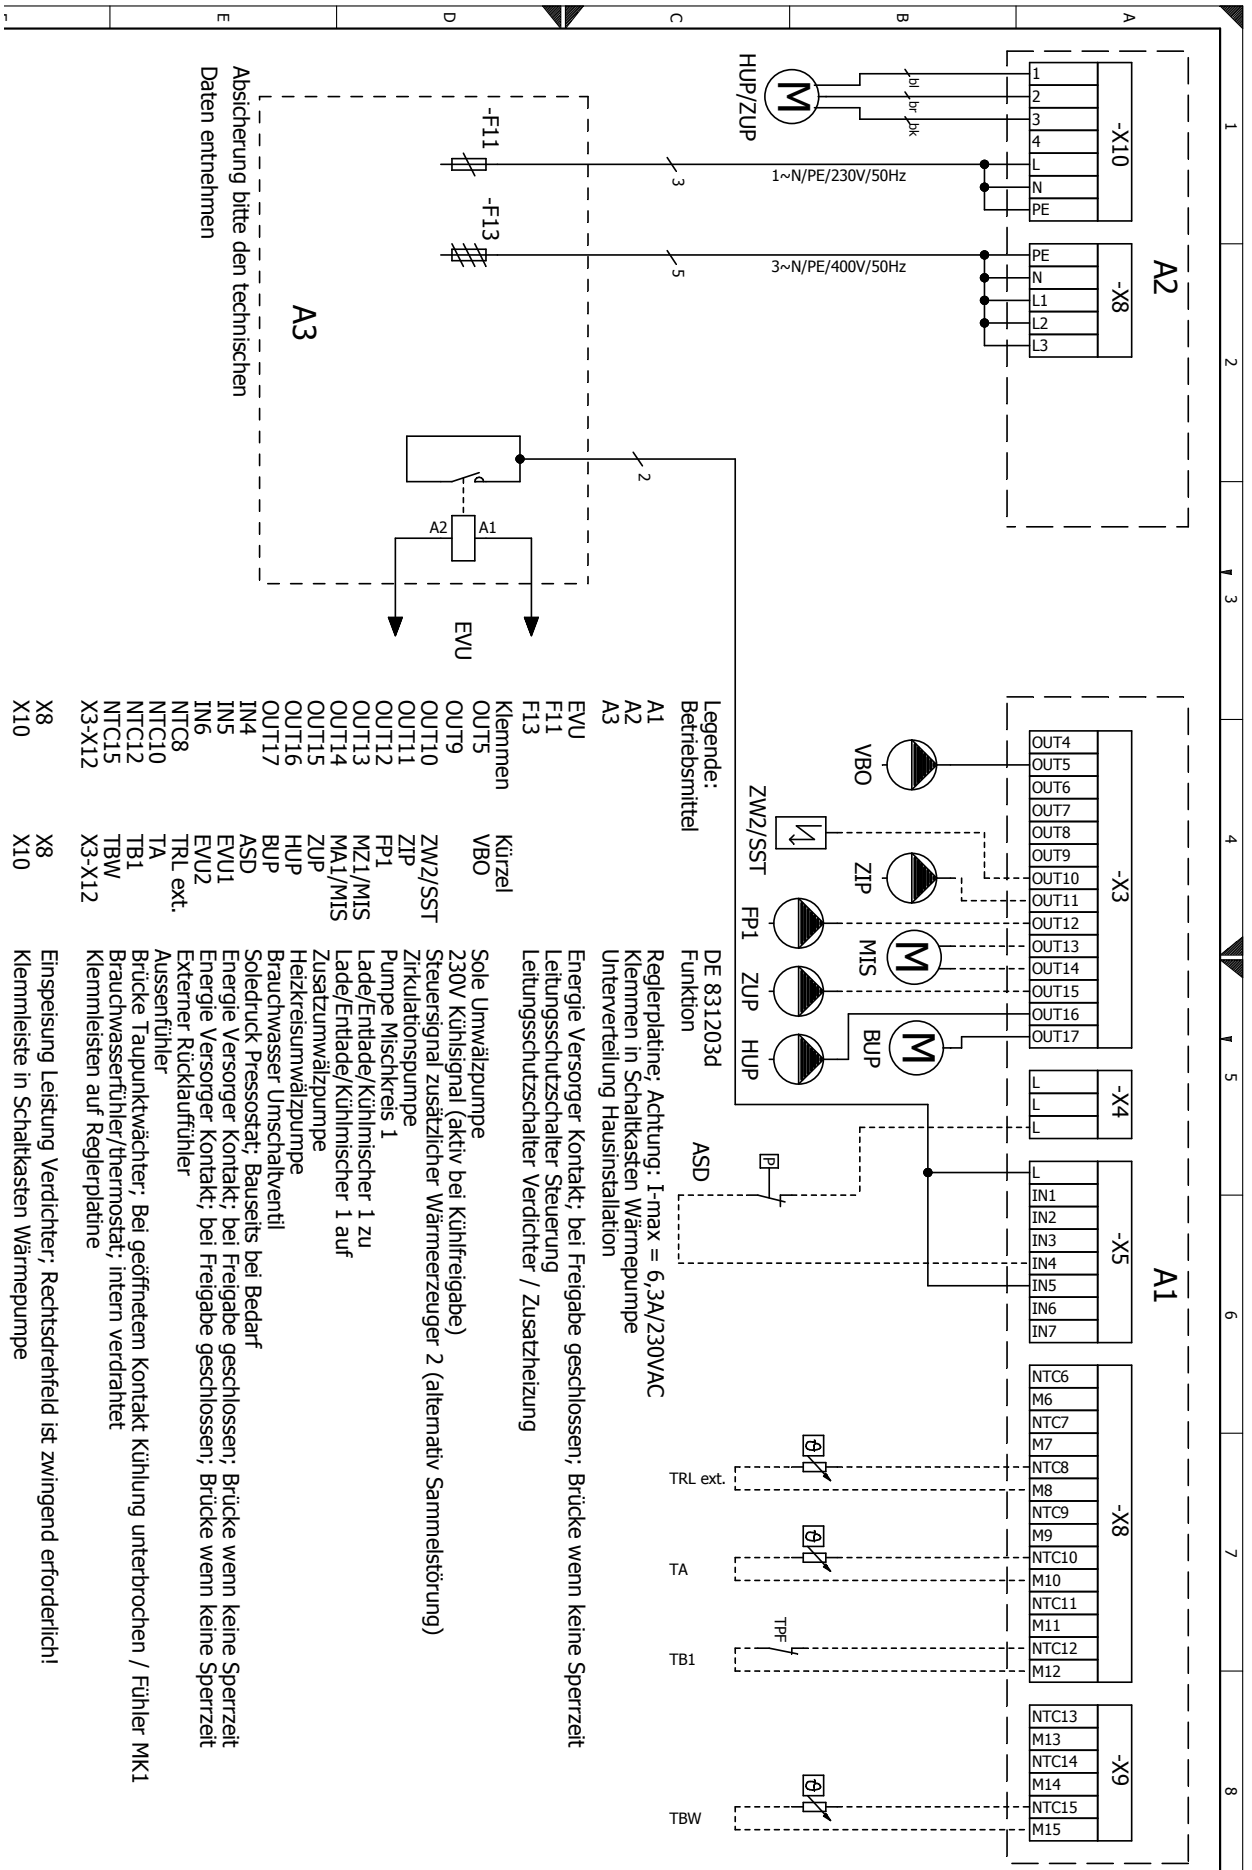 1
2
3
4
5
6
7
8
A
B
C
D
E
A2
-X10
1
2
3
4
L
N
PE
-X8
PE
N
L1
L2
L3
bl
br
bk
M
HUP/ZUP
1~N/PE/230V/50Hz
3
3~N/PE/400V/50Hz
5
-F11
-F13
A3
2
A2
A1
EVU
Absicherung bitte den technischen
Daten entnehmen
A1
-X3
OUT4
OUT5
OUT6
OUT7
OUT8
OUT9
OUT10
OUT11
OUT12
OUT13
OUT14
OUT15
OUT16
OUT17
-X4
L
L
L
-X5
L
IN1
IN2
IN3
IN4
IN5
IN6
IN7
-X8
NTC6
M6
NTC7
M7
NTC8
M8
NTC9
M9
NTC10
M10
NTC11
M11
NTC12
M12
-X9
NTC13
M13
NTC14
M14
NTC15
M15
VBO
ZW2/SST
ZIP
FP1
M
MIS
ZUP
HUP
M
BUP
P
ASD
ϑ
TRL ext.
ϑ
TA
TPF
TB1
ϑ
TBW
Legende: DE 831203d
Betriebsmittel Funktion
A1 Reglerplatine; Achtung: I-max = 6,3A/230VAC
A2 Klemmen in Schaltkasten Wärmepumpe
A3 Unterverteilung Hausinstallation
EVU Energie Versorger Kontakt; bei Freigabe geschlossen; Brücke wenn keine Sperrzeit
F11 Leitungsschutzschalter Steuerung
F13 Leitungsschutzschalter Verdichter / Zusatzheizung
Klemmen Kürzel
OUT5 VBO Sole Umwälzpumpe
OUT9 230V Kühlsignal (aktiv bei Kühlfreigabe)
OUT10 ZW2/SST Steuersignal zusätzlicher Wärmeerzeuger 2 (alternativ Sammelstörung)
OUT11 ZIP Zirkulationspumpe
OUT12 FP1 Pumpe Mischkreis 1
OUT13 MZ1/MIS Lade/Entlade/Kühlmischer 1 zu
OUT14 MA1/MIS Lade/Entlade/Kühlmischer 1 auf
OUT15 ZUP Zusatzumwälzpumpe
OUT16 HUP Heizkreisumwälzpumpe
OUT17 BUP Brauchwasser Umschaltventil
IN4 ASD Soledruck Pressostat; Bauseits bei Bedarf
IN5 EVU1 Energie Versorger Kontakt; bei Freigabe geschlossen; Brücke wenn keine Sperrzeit
IN6 EVU2 Energie Versorger Kontakt; bei Freigabe geschlossen; Brücke wenn keine Sperrzeit
NTC8 TRL ext. Externer Rücklauffühler
NTC10 TA Aussenfühler
NTC12 TB1 Brücke Taupunktwächter; Bei geöffnetem Kontakt Kühlung unterbrochen / Fühler MK1
NTC15 TBW Brauchwasserfühler/thermostat; intern verdrahtet
X3-X12 X3-X12 Klemmleisten auf Reglerplatine
X8 X8 Einspeisung Leistung Verdichter; Rechtsdrehfeld ist zwingend erforderlich!
X10 X10 Klemmleiste in Schaltkasten Wärmepumpe